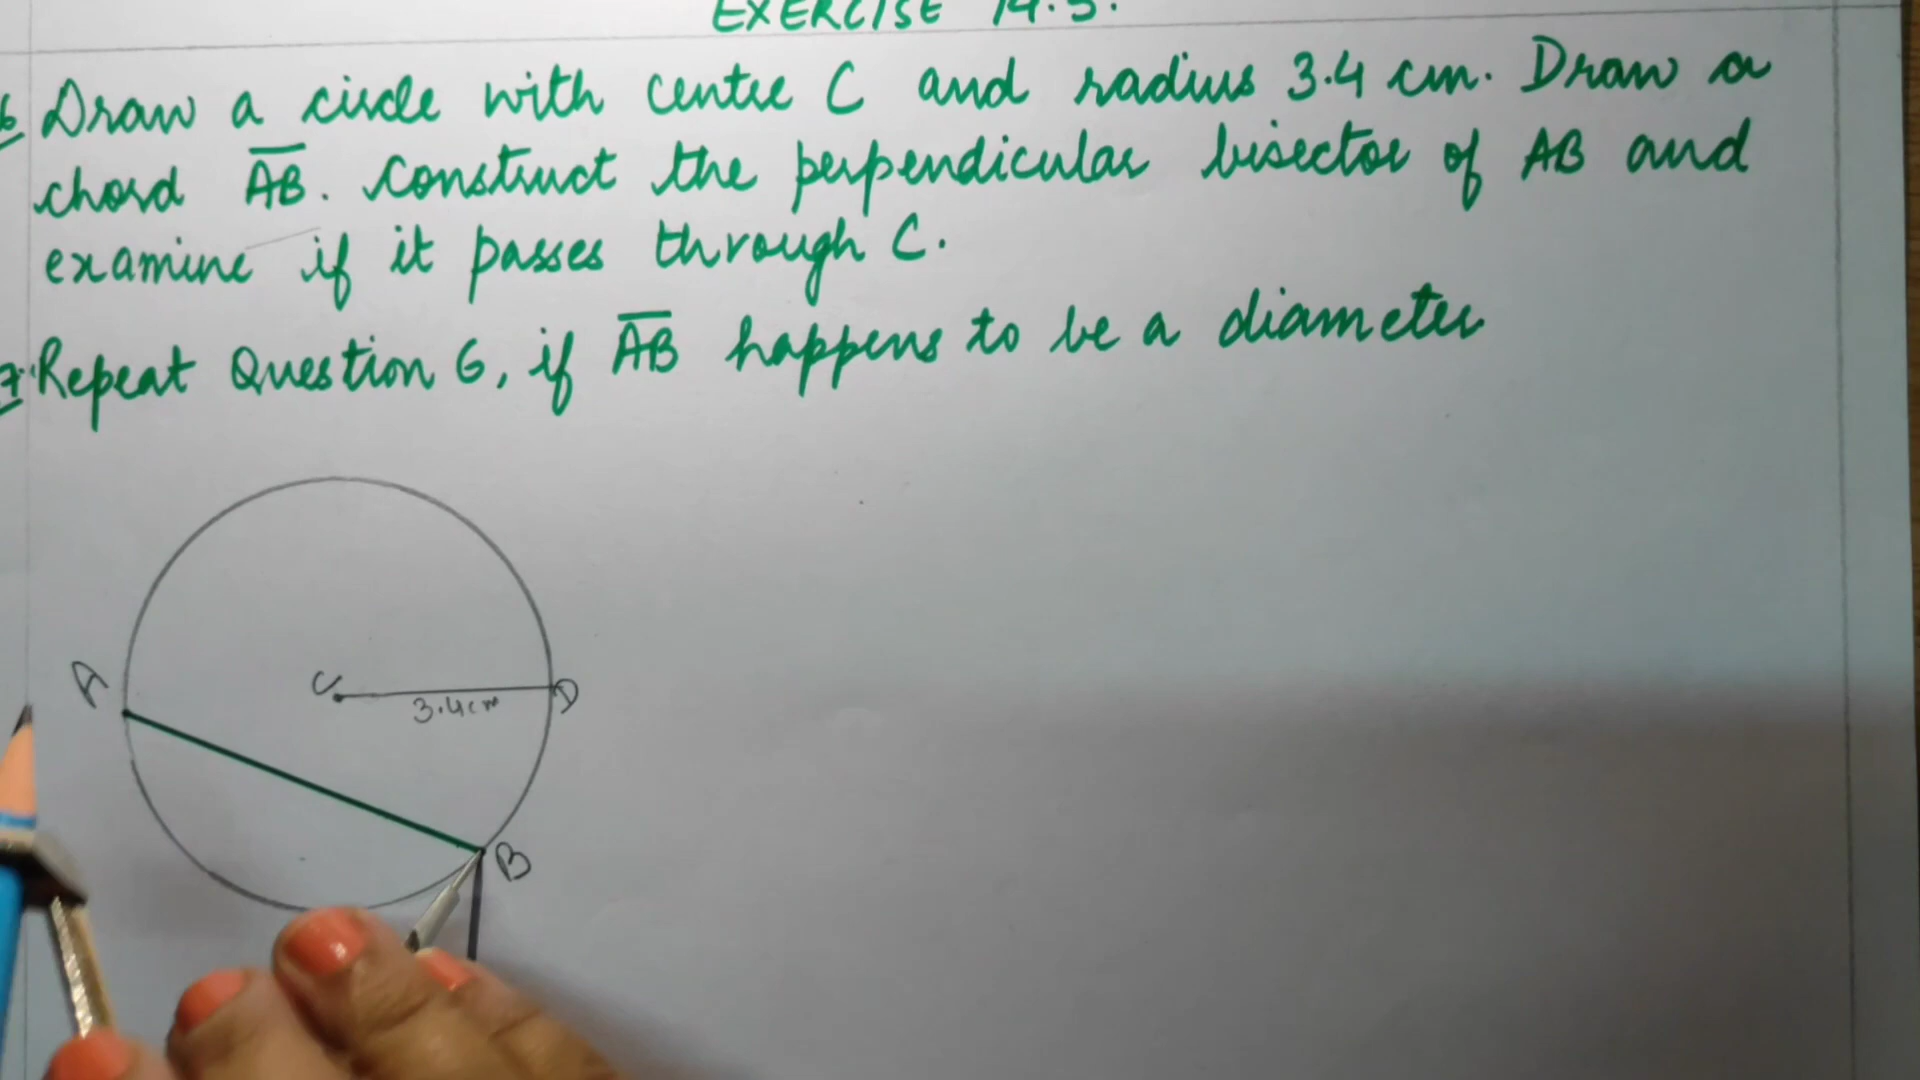 EXERCISE 14.5.
6 Draw a circle with centre C and radius 3.4 cm. Draw a
chord AB. Construct the perpendicular bisector of AB and
examine if it passes through C.
7. Repeat Question 6, if AB happens to be a diameter
A
C
3.4cm
D
B